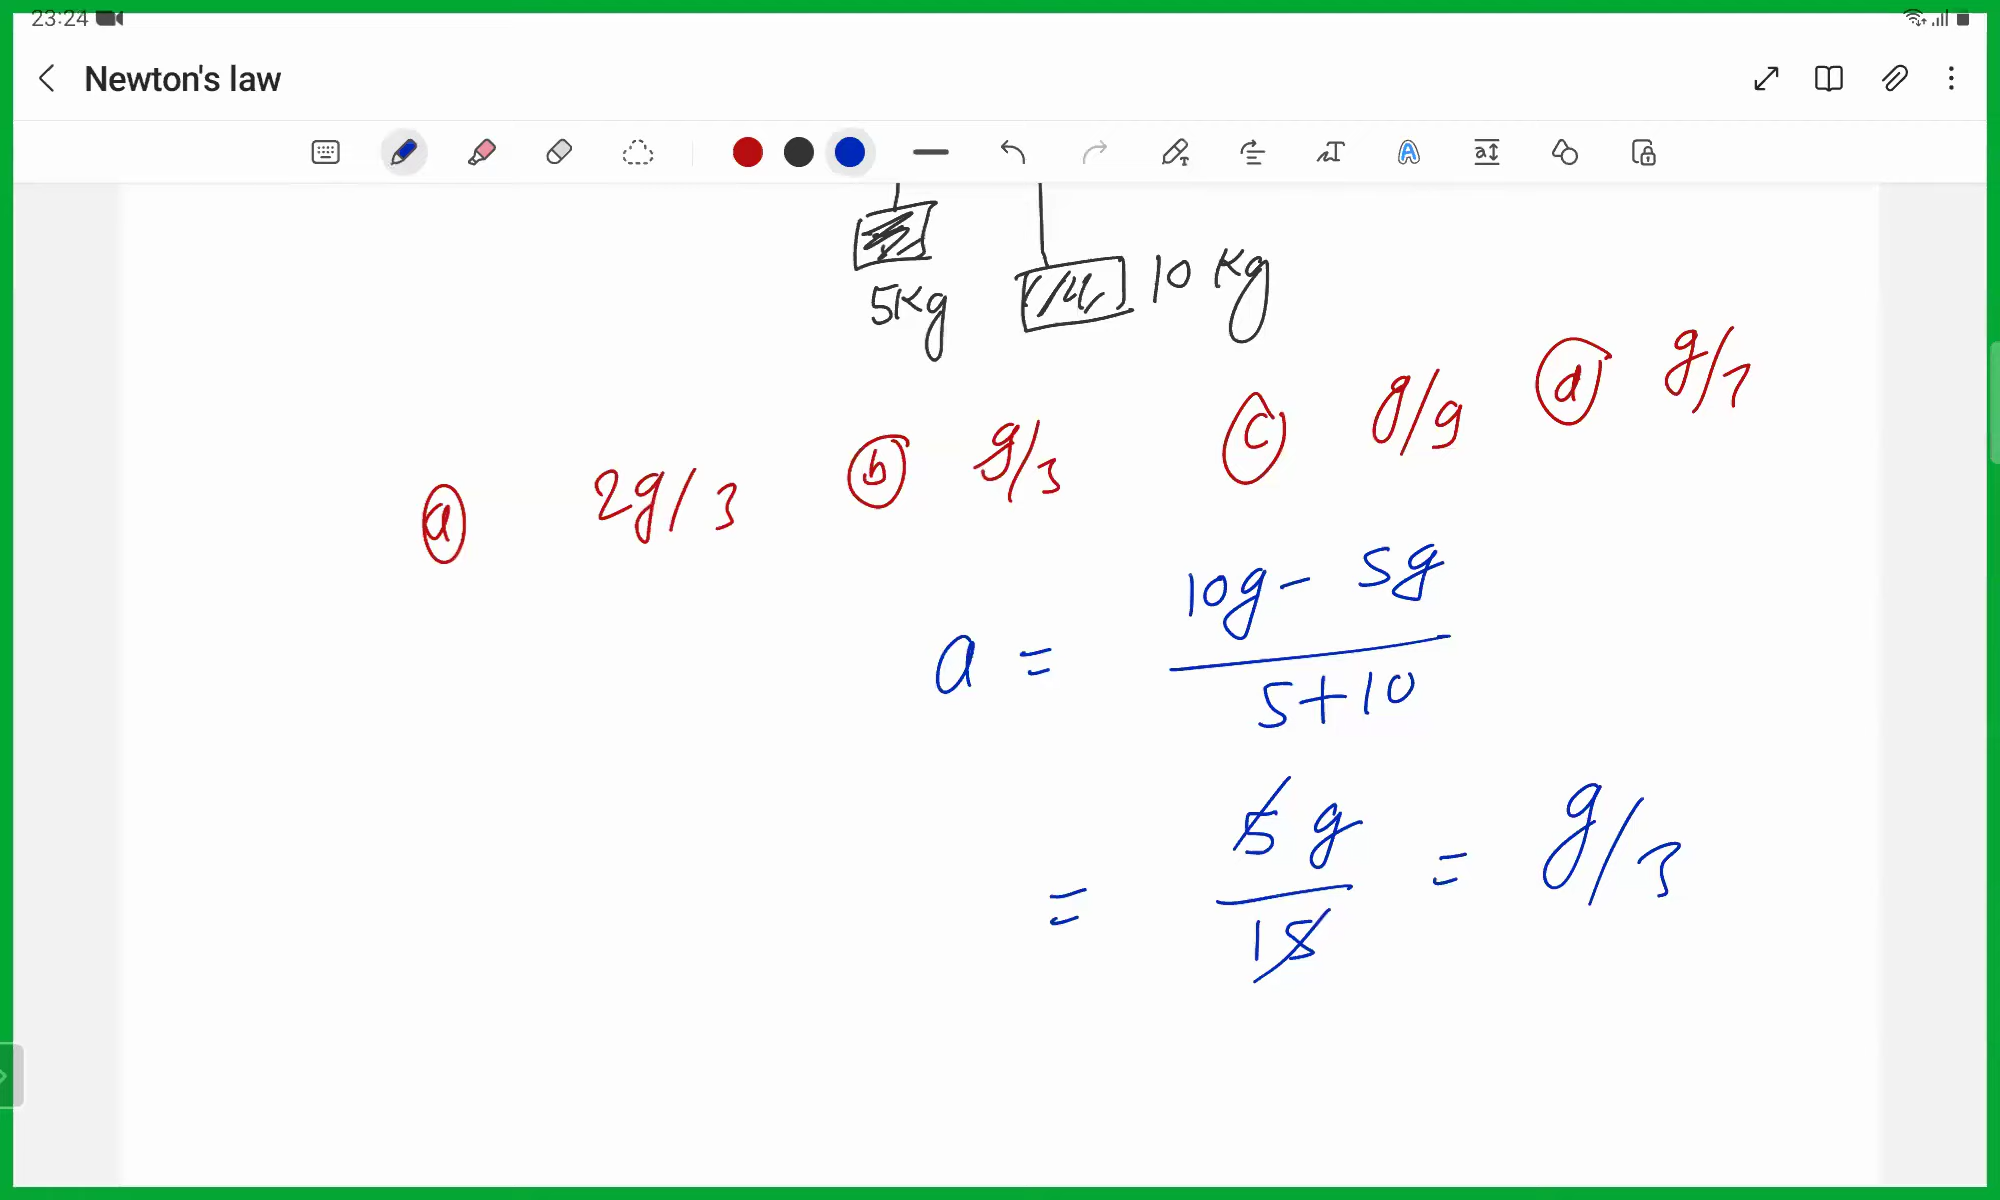 23:24
Newton's law
5Kg
10 Kg
a 2g/3 b g/3 c g/9 d g/7
a = 10g - 5g / 5+10
= 5g / 15 = g/3